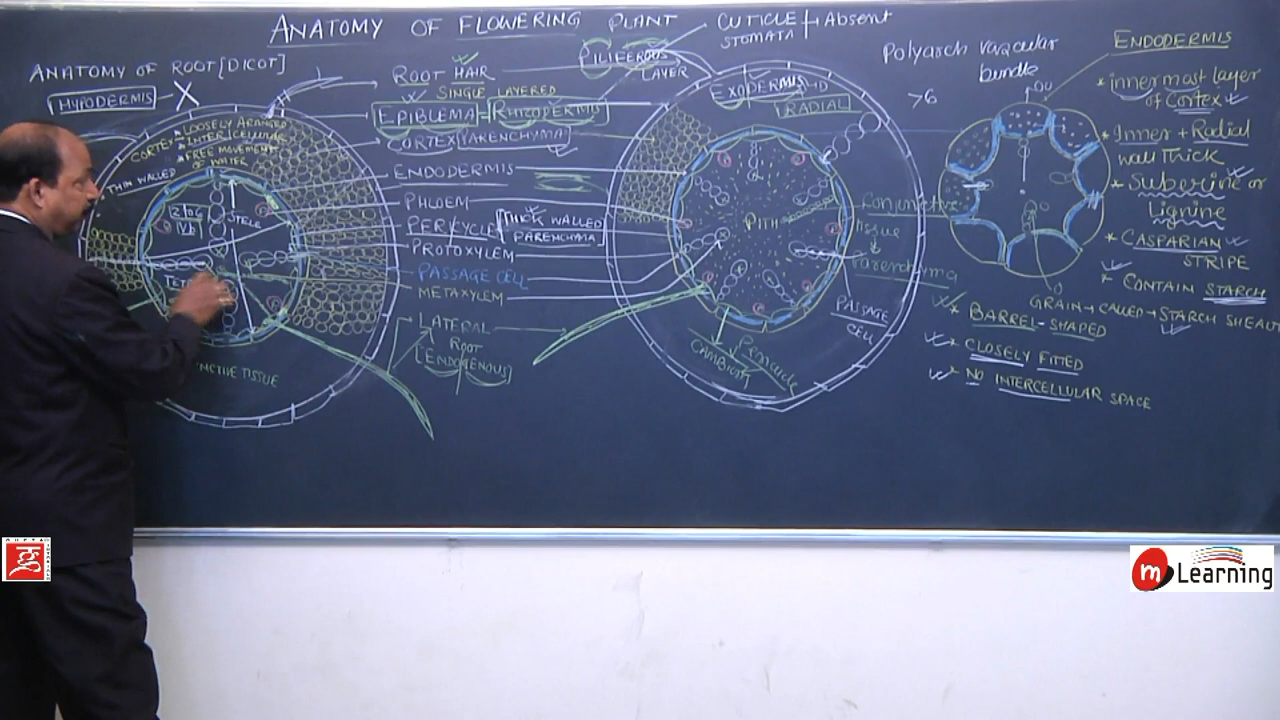 ANATOMY OF FLOWERING PLANT
CUTICLE
STOMATA
Absent
ANATOMY OF ROOT [DICOT]
HYPODERMIS
ROOT HAIR
PILIFEROUS
LAYER
SINGLE LAYERED
EPIBLEMA = RHIZODERMIS
CORTEX (PARENCHYMA)
ENDODERMIS
PHLOEM
PERICYCLE
THICK WALLED
PARENCHYMA
PROTOXYLEM
PASSAGE CELL
METAXYLEM
LATERAL
ROOT
[ENDOGENOUS]
CORTEX
* LOOSELY ARRANGED
* INTERCELLULAR
* FREE MOVEMENT
OF WATER
THIN WALLED
STELE
TISSUE
EXODERMIS
RADIAL
PITH
Conjunctive
tissue
Parenchyma
PASSAGE
CELL
CAMBIUM
Pericycle
Polyarch vascular
bundle
>6
ENDODERMIS
* inner most layer
of Cortex
* Inner + Radial
wall Thick
* Suberine or
Lignine
* CASPARIAN
STRIPE
* CONTAIN STARCH
GRAIN → CALLED → STARCH SHEATH
* BARREL-SHAPED
* CLOSELY FITTED
* NO INTERCELLULAR SPACE
m Learning